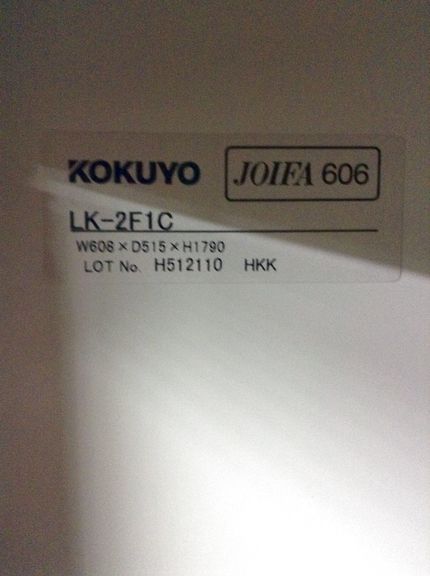 KOKUYO JOIFA 606
LK-2F1C
W608×D515×H1790
LOT No. H512110 HKK